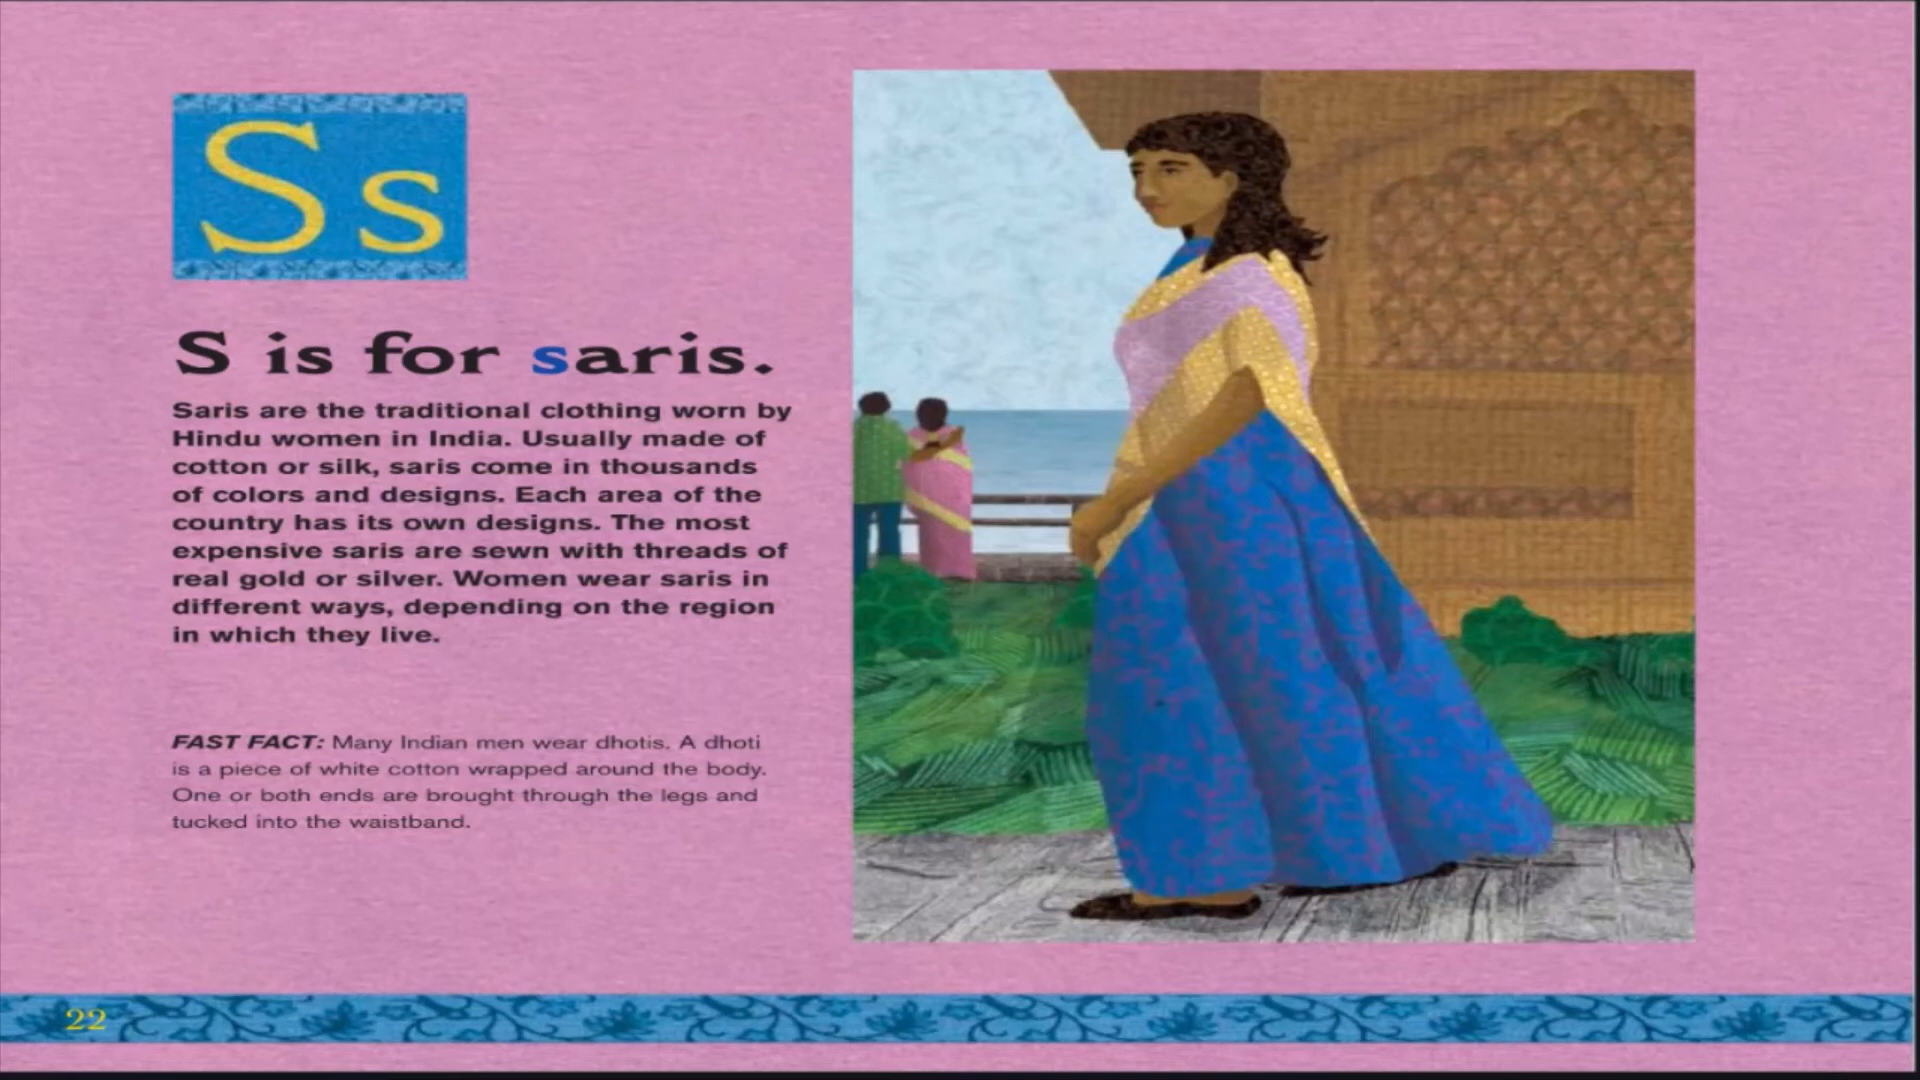 Ss
S is for saris.
Saris are the traditional clothing worn by
Hindu women in India. Usually made of
cotton or silk, saris come in thousands
of colors and designs. Each area of the
country has its own designs. The most
expensive saris are sewn with threads of
real gold or silver. Women wear saris in
different ways, depending on the region
in which they live.
FAST FACT: Many Indian men wear dhotis. A dhoti
is a piece of white cotton wrapped around the body.
One or both ends are brought through the legs and
tucked into the waistband.
22